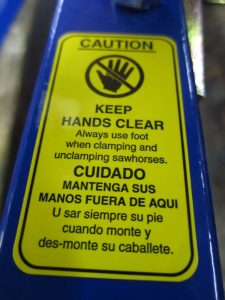 CAUTION
KEEP
HANDS CLEAR
Always use foot
when clamping and
unclamping sawhorses.
CUIDADO
MANTENGA SUS
MANOS FUERA DE AQUI
U sar siempre su pie
cuando monte y
des-monte su caballete.